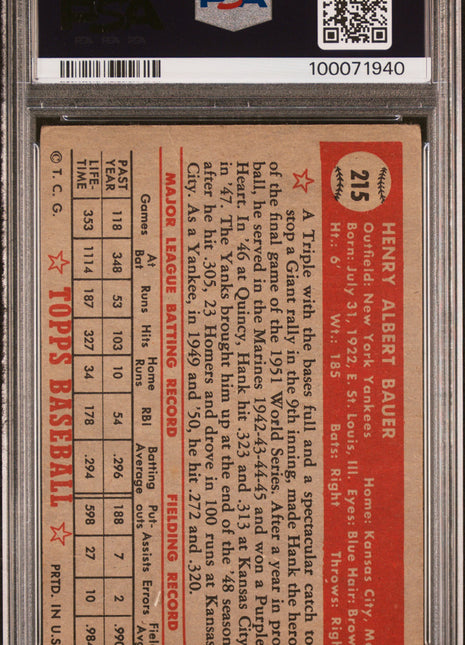 PSA
PSA
100071940
215
HENRY ALBERT BAUER
Outfield: New York Yankees Home: Kansas City, M
Born: July 31, 1922, E. St. Louis, Ill. Eyes: Blue Hair: Brow
Ht.: 6' Wt.: 185 Bats: Right Throws: Righ
A Triple with the bases full and a spectacular catch to
stop a Giant rally in the 9th inning, made Hank the hero
of the final game of the 1951 World Series. After a year in pro
ball, he served in the Marines 1942-43-44-45 and won a Purple
Heart. In '46 at Quincy, Hank hit .323 and .313 at Kansas City
in '47. The Yanks brought him up at the end of the '48 season
after he hit .305, 23 Homers and drove in 100 runs at Kansas
City. As a Yankee, in 1949 and '50, he hit .272 and .320.
MAJOR LEAGUE BATTING RECORD FIELDING RECORD
Games At Bat Runs Hits Home Runs RBI Batting Average Put-outs Assists Errors Fiel Av
PAST YEAR 118 348 53 103 10 54 .296 188 7 2 .990
LIFE-TIME 353 1114 187 327 34 178 .294 598 27 10 .984
© T. C. G. TOPPS BASEBALL PRTD. IN U.S